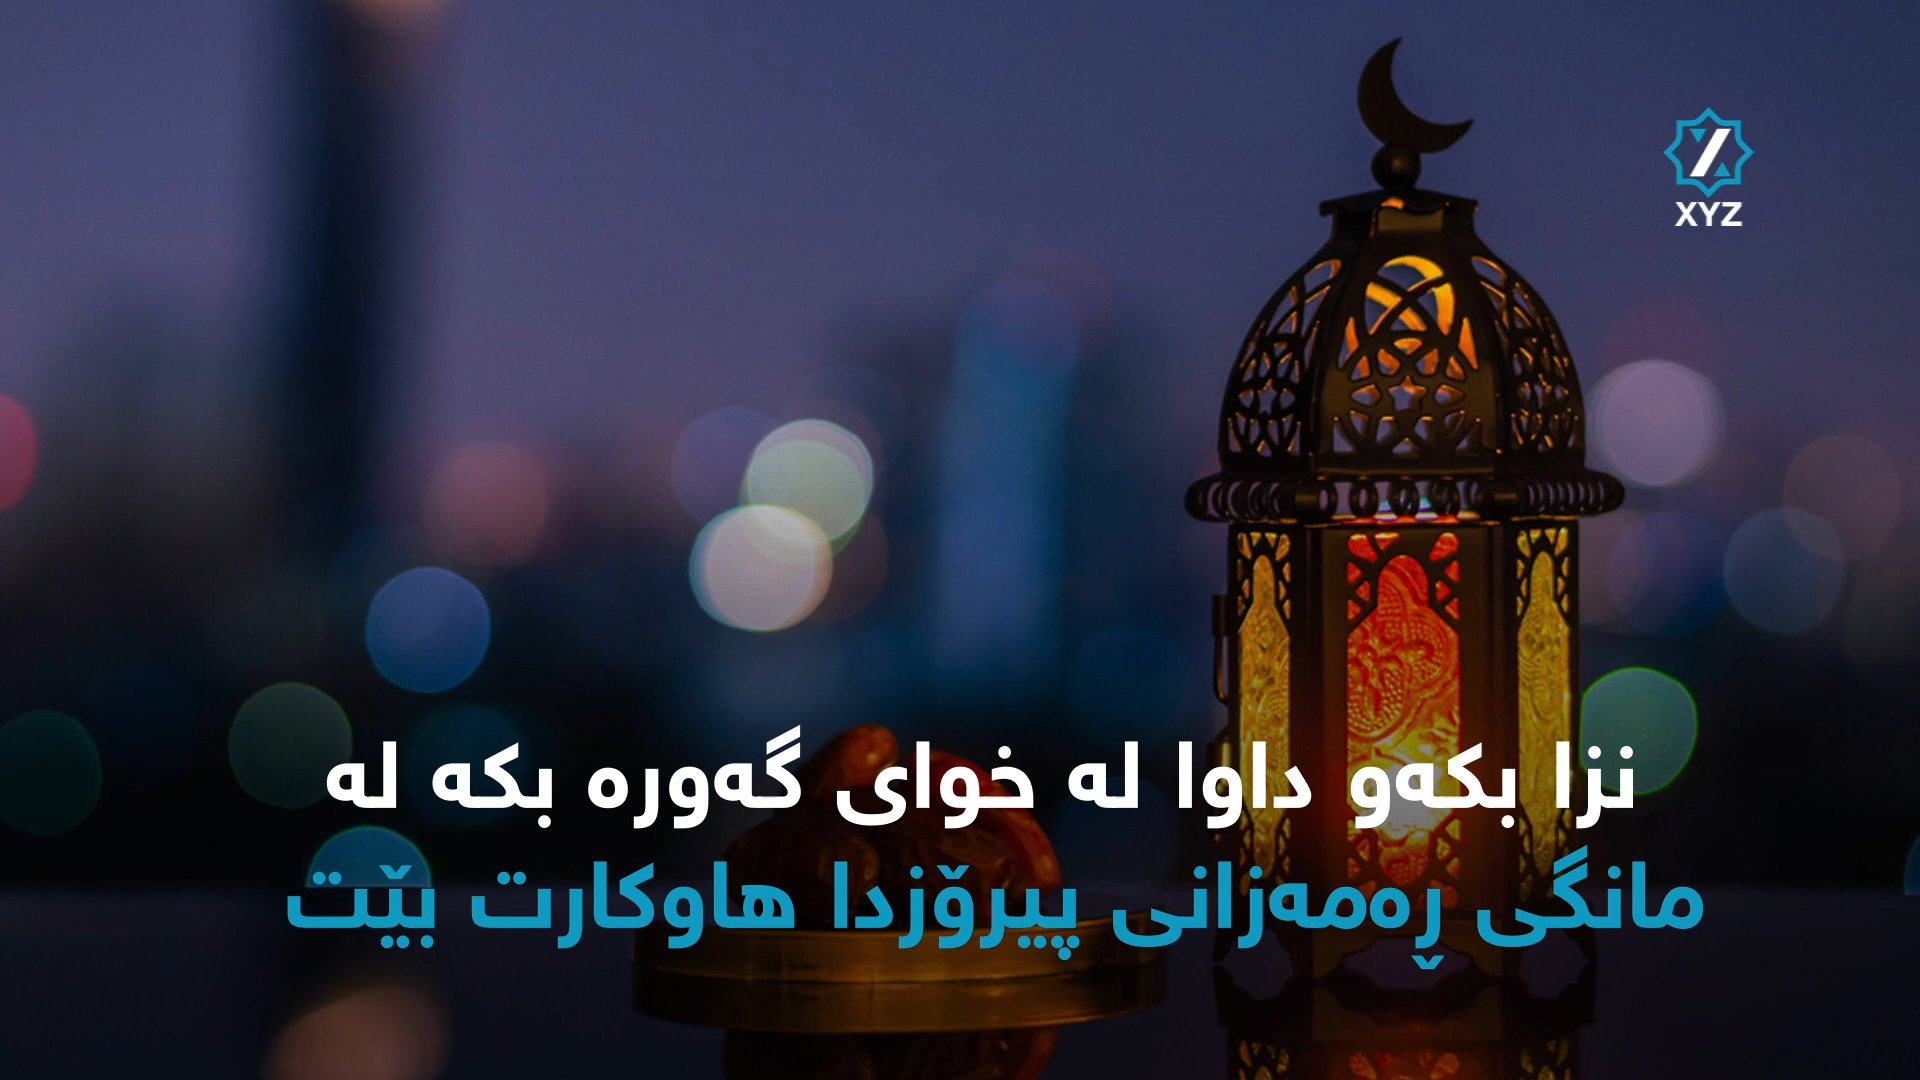 XYZ
نزا بکەو داوا لە خوای گەورە بکە لە
مانگی ڕەمەزانی پیرۆزدا هاوکارت بێت